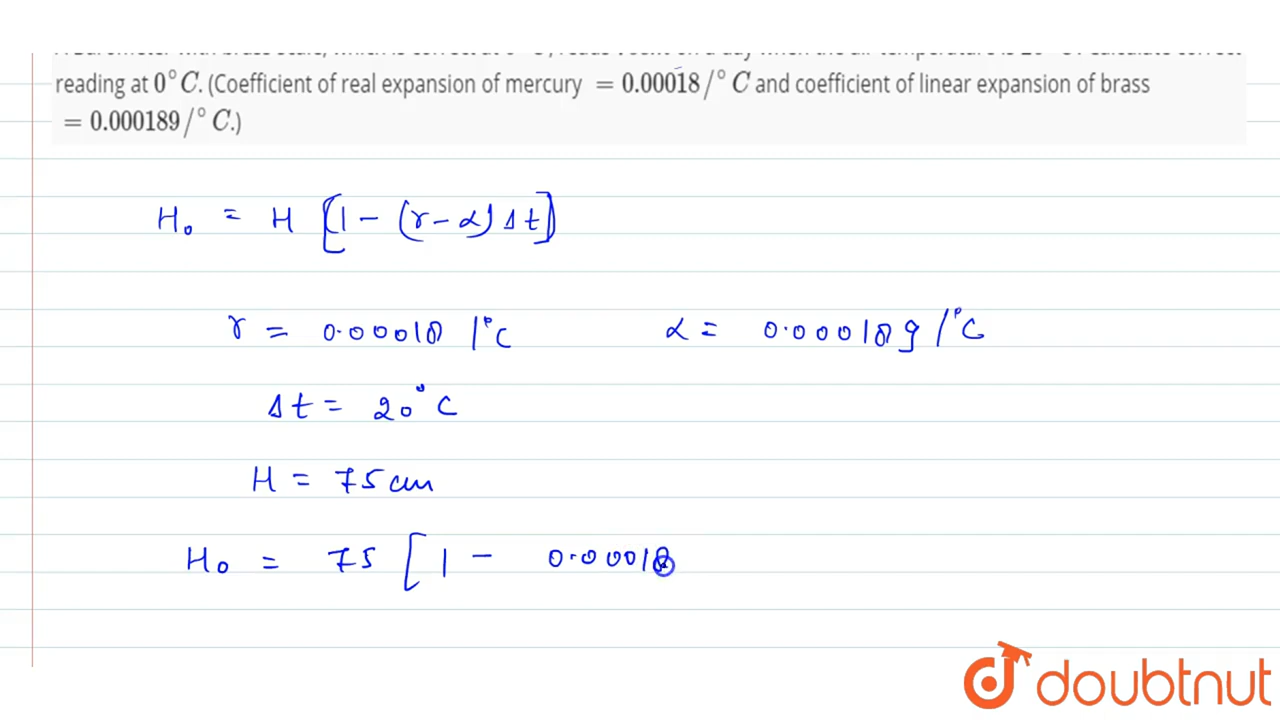 reading at 0° C. (Coefficient of real expansion of mercury = 0.00018/° C and coefficient of linear expansion of brass
= 0.000189/° C.)
H₀ = H [1 - (γ - α) Δt]
γ = 0.00018 /°C α = 0.000189/°C
Δt = 20°C
H = 75 cm
H₀ = 75 [1 - 0.00018
doubtnut